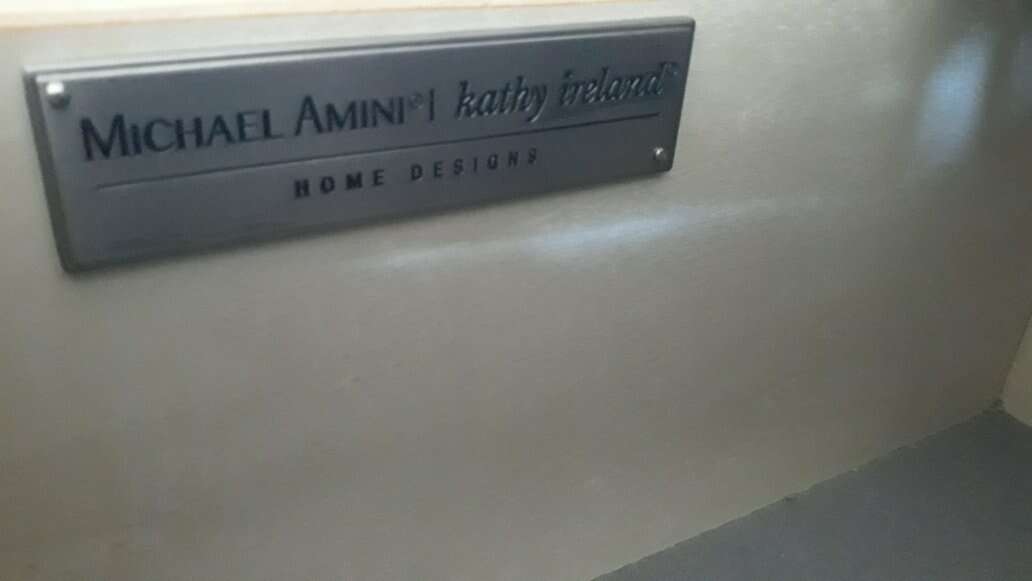 MICHAEL AMINI® | kathy ireland®
HOME DESIGNS